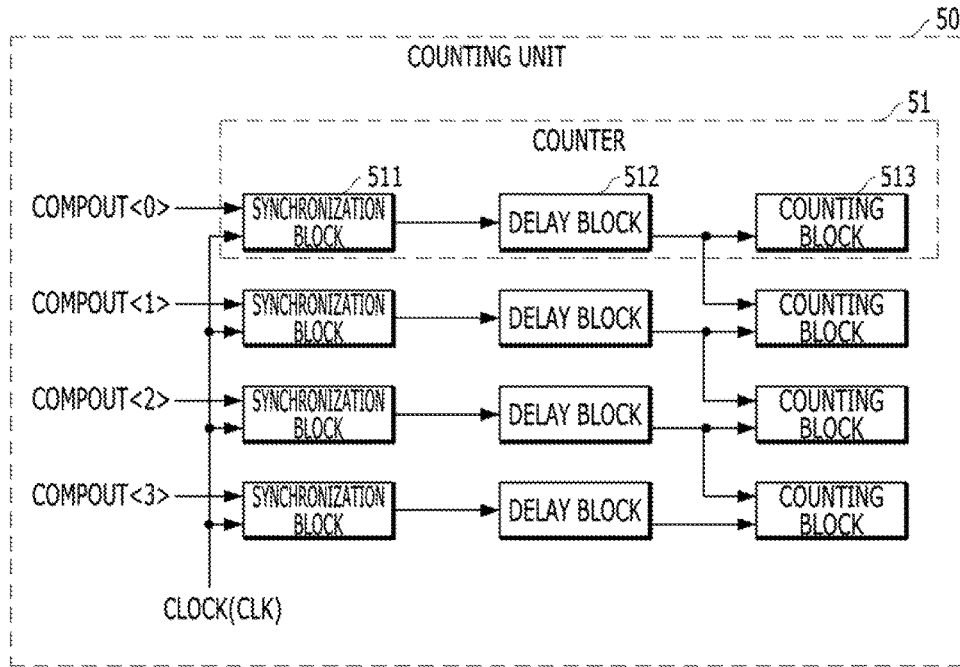 50
COUNTING UNIT
51
COUNTER
511
512
513
COMPOUT<0>
SYNCHRONIZATION
BLOCK
DELAY BLOCK
COUNTING
BLOCK
COMPOUT<1>
SYNCHRONIZATION
BLOCK
DELAY BLOCK
COUNTING
BLOCK
COMPOUT<2>
SYNCHRONIZATION
BLOCK
DELAY BLOCK
COUNTING
BLOCK
COMPOUT<3>
SYNCHRONIZATION
BLOCK
DELAY BLOCK
COUNTING
BLOCK
CLOCK(CLK)